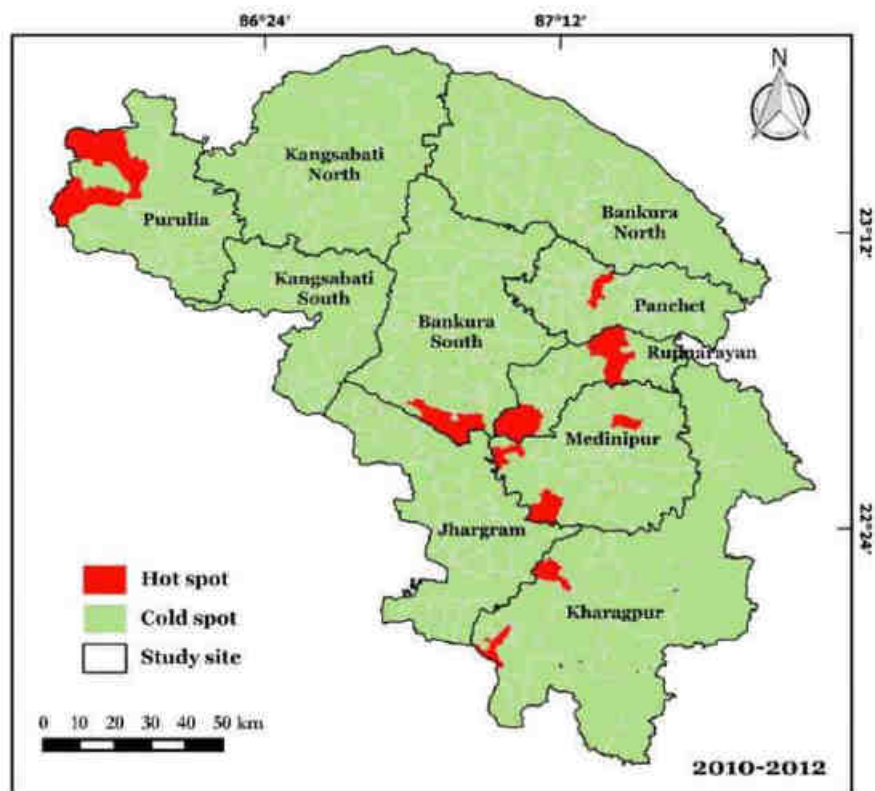 86°24'
87°12'
N
Kangsabati
North
Purulia
Bankura
North
23°12'
Kangsabati
South
Panchet
Bankura
South
Rupnarayan
Medinipur
Jhargram
22°24'
Hot spot
Cold spot
Study site
Kharagpur
0 10 20 30 40 50 km
2010-2012